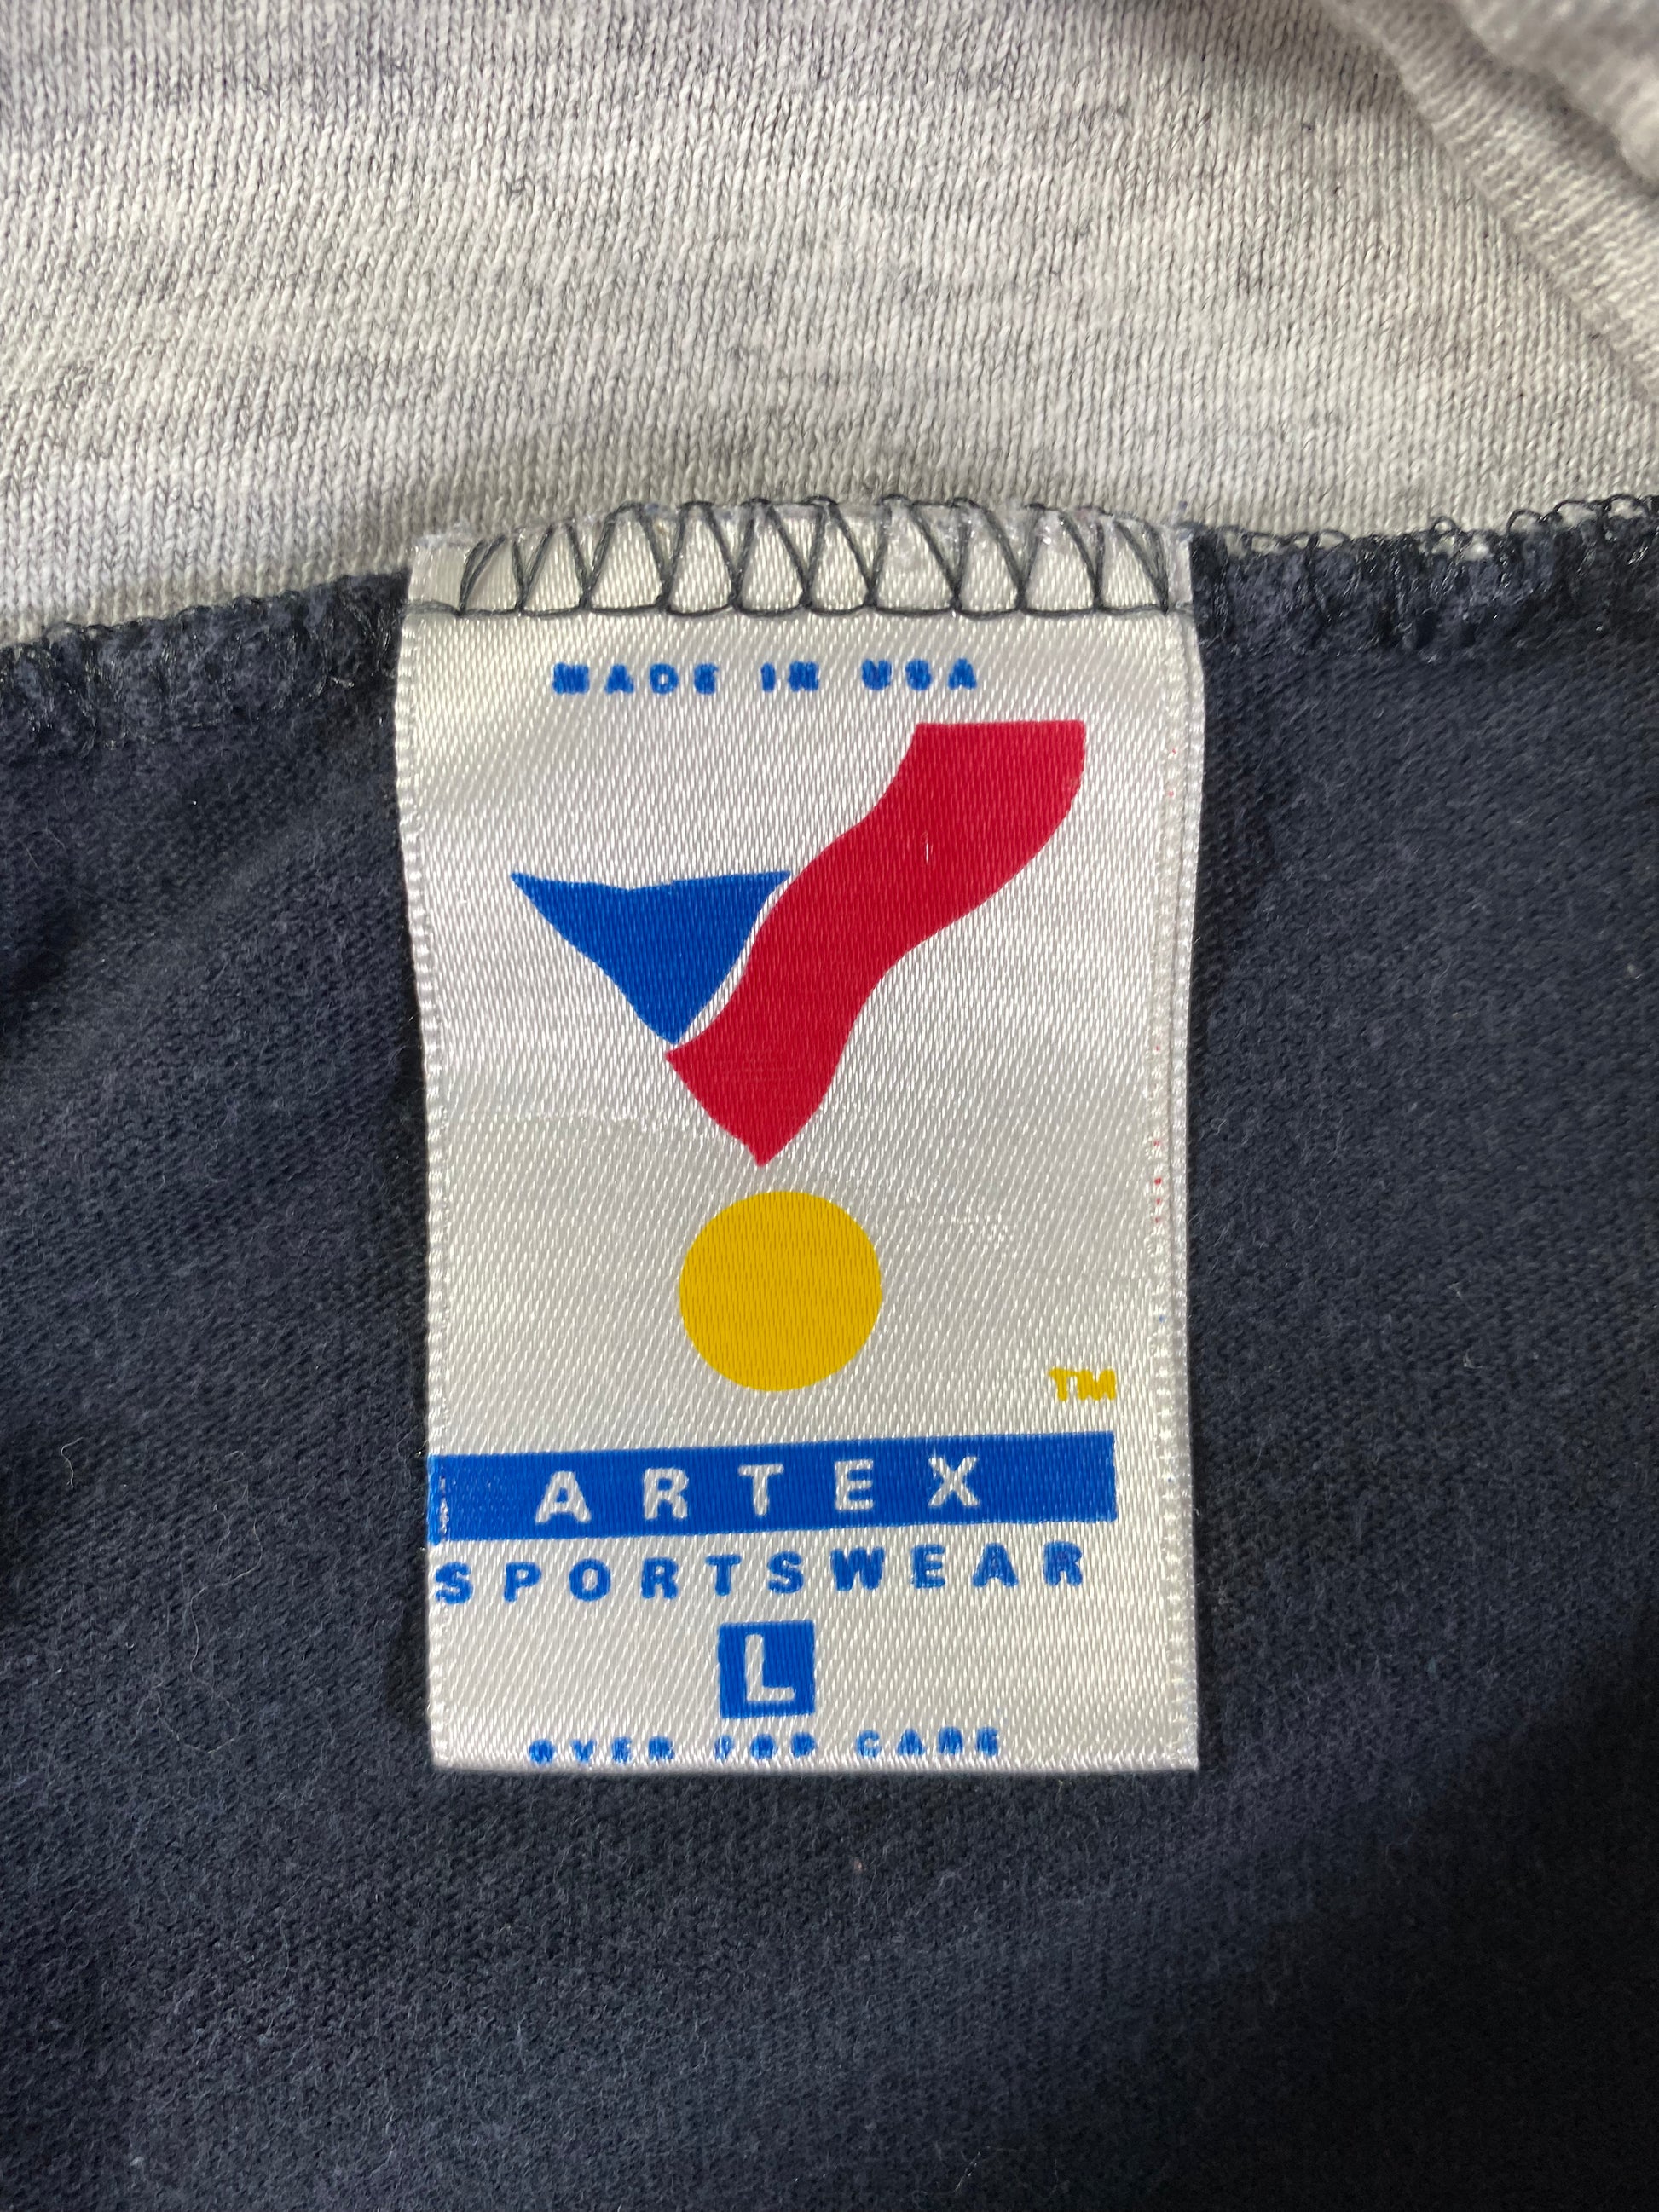 MADE IN USA
TM
ARTEX
SPORTSWEAR
L
OVER FOR CARE